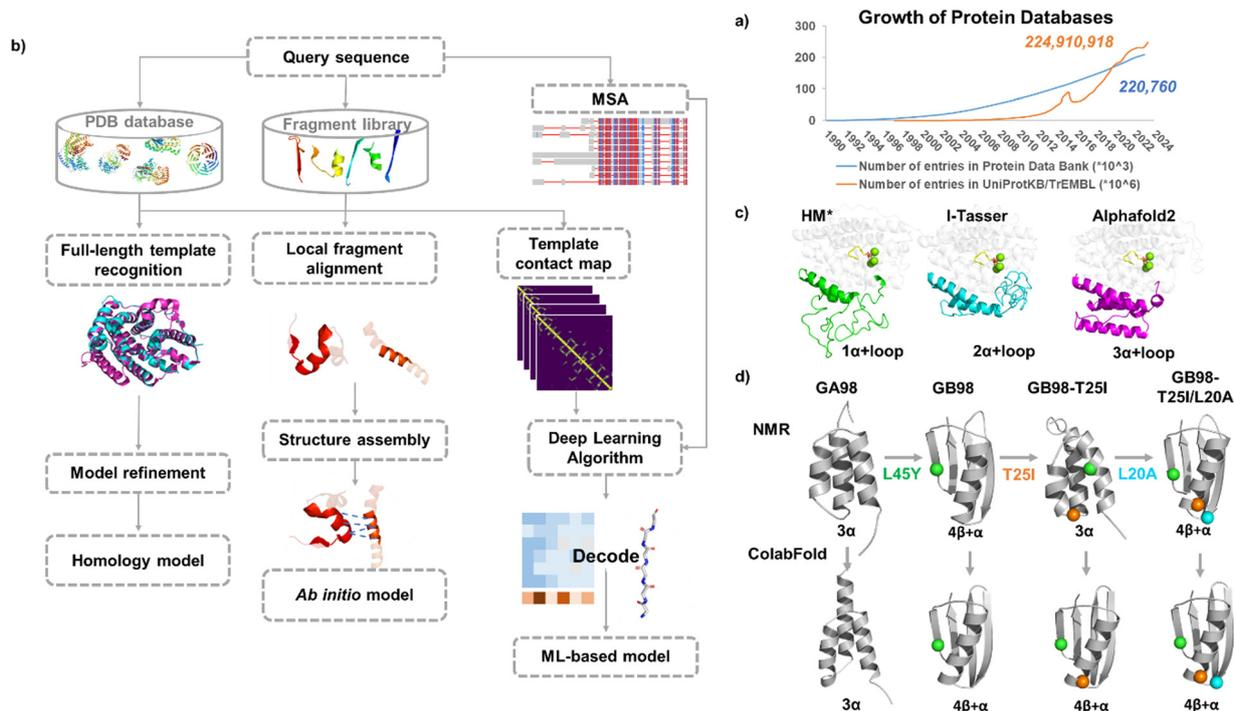 b)
Query sequence
PDB database
Fragment library
MSA
Full-length template
recognition
Local fragment
alignment
Template
contact map
Model refinement
Structure assembly
Deep Learning
Algorithm
Homology model
Ab initio model
Decode
ML-based model
a)
Growth of Protein Databases
300
200
100
0
224,910,918
220,760
1990
1992
1994
1996
1998
2000
2002
2004
2006
2008
2010
2012
2014
2016
2018
2020
2022
2024
Number of entries in Protein Data Bank (*10^3)
Number of entries in UniProtKB/TrEMBL (*10^6)
c)
HM*
I-Tasser
Alphafold2
1α+loop
2α+loop
3α+loop
d)
GA98
GB98
GB98-T25I
GB98-
T25I/L20A
NMR
L45Y
T25I
L20A
3α
4β+α
3α
4β+α
ColabFold
3α
4β+α
4β+α
4β+α